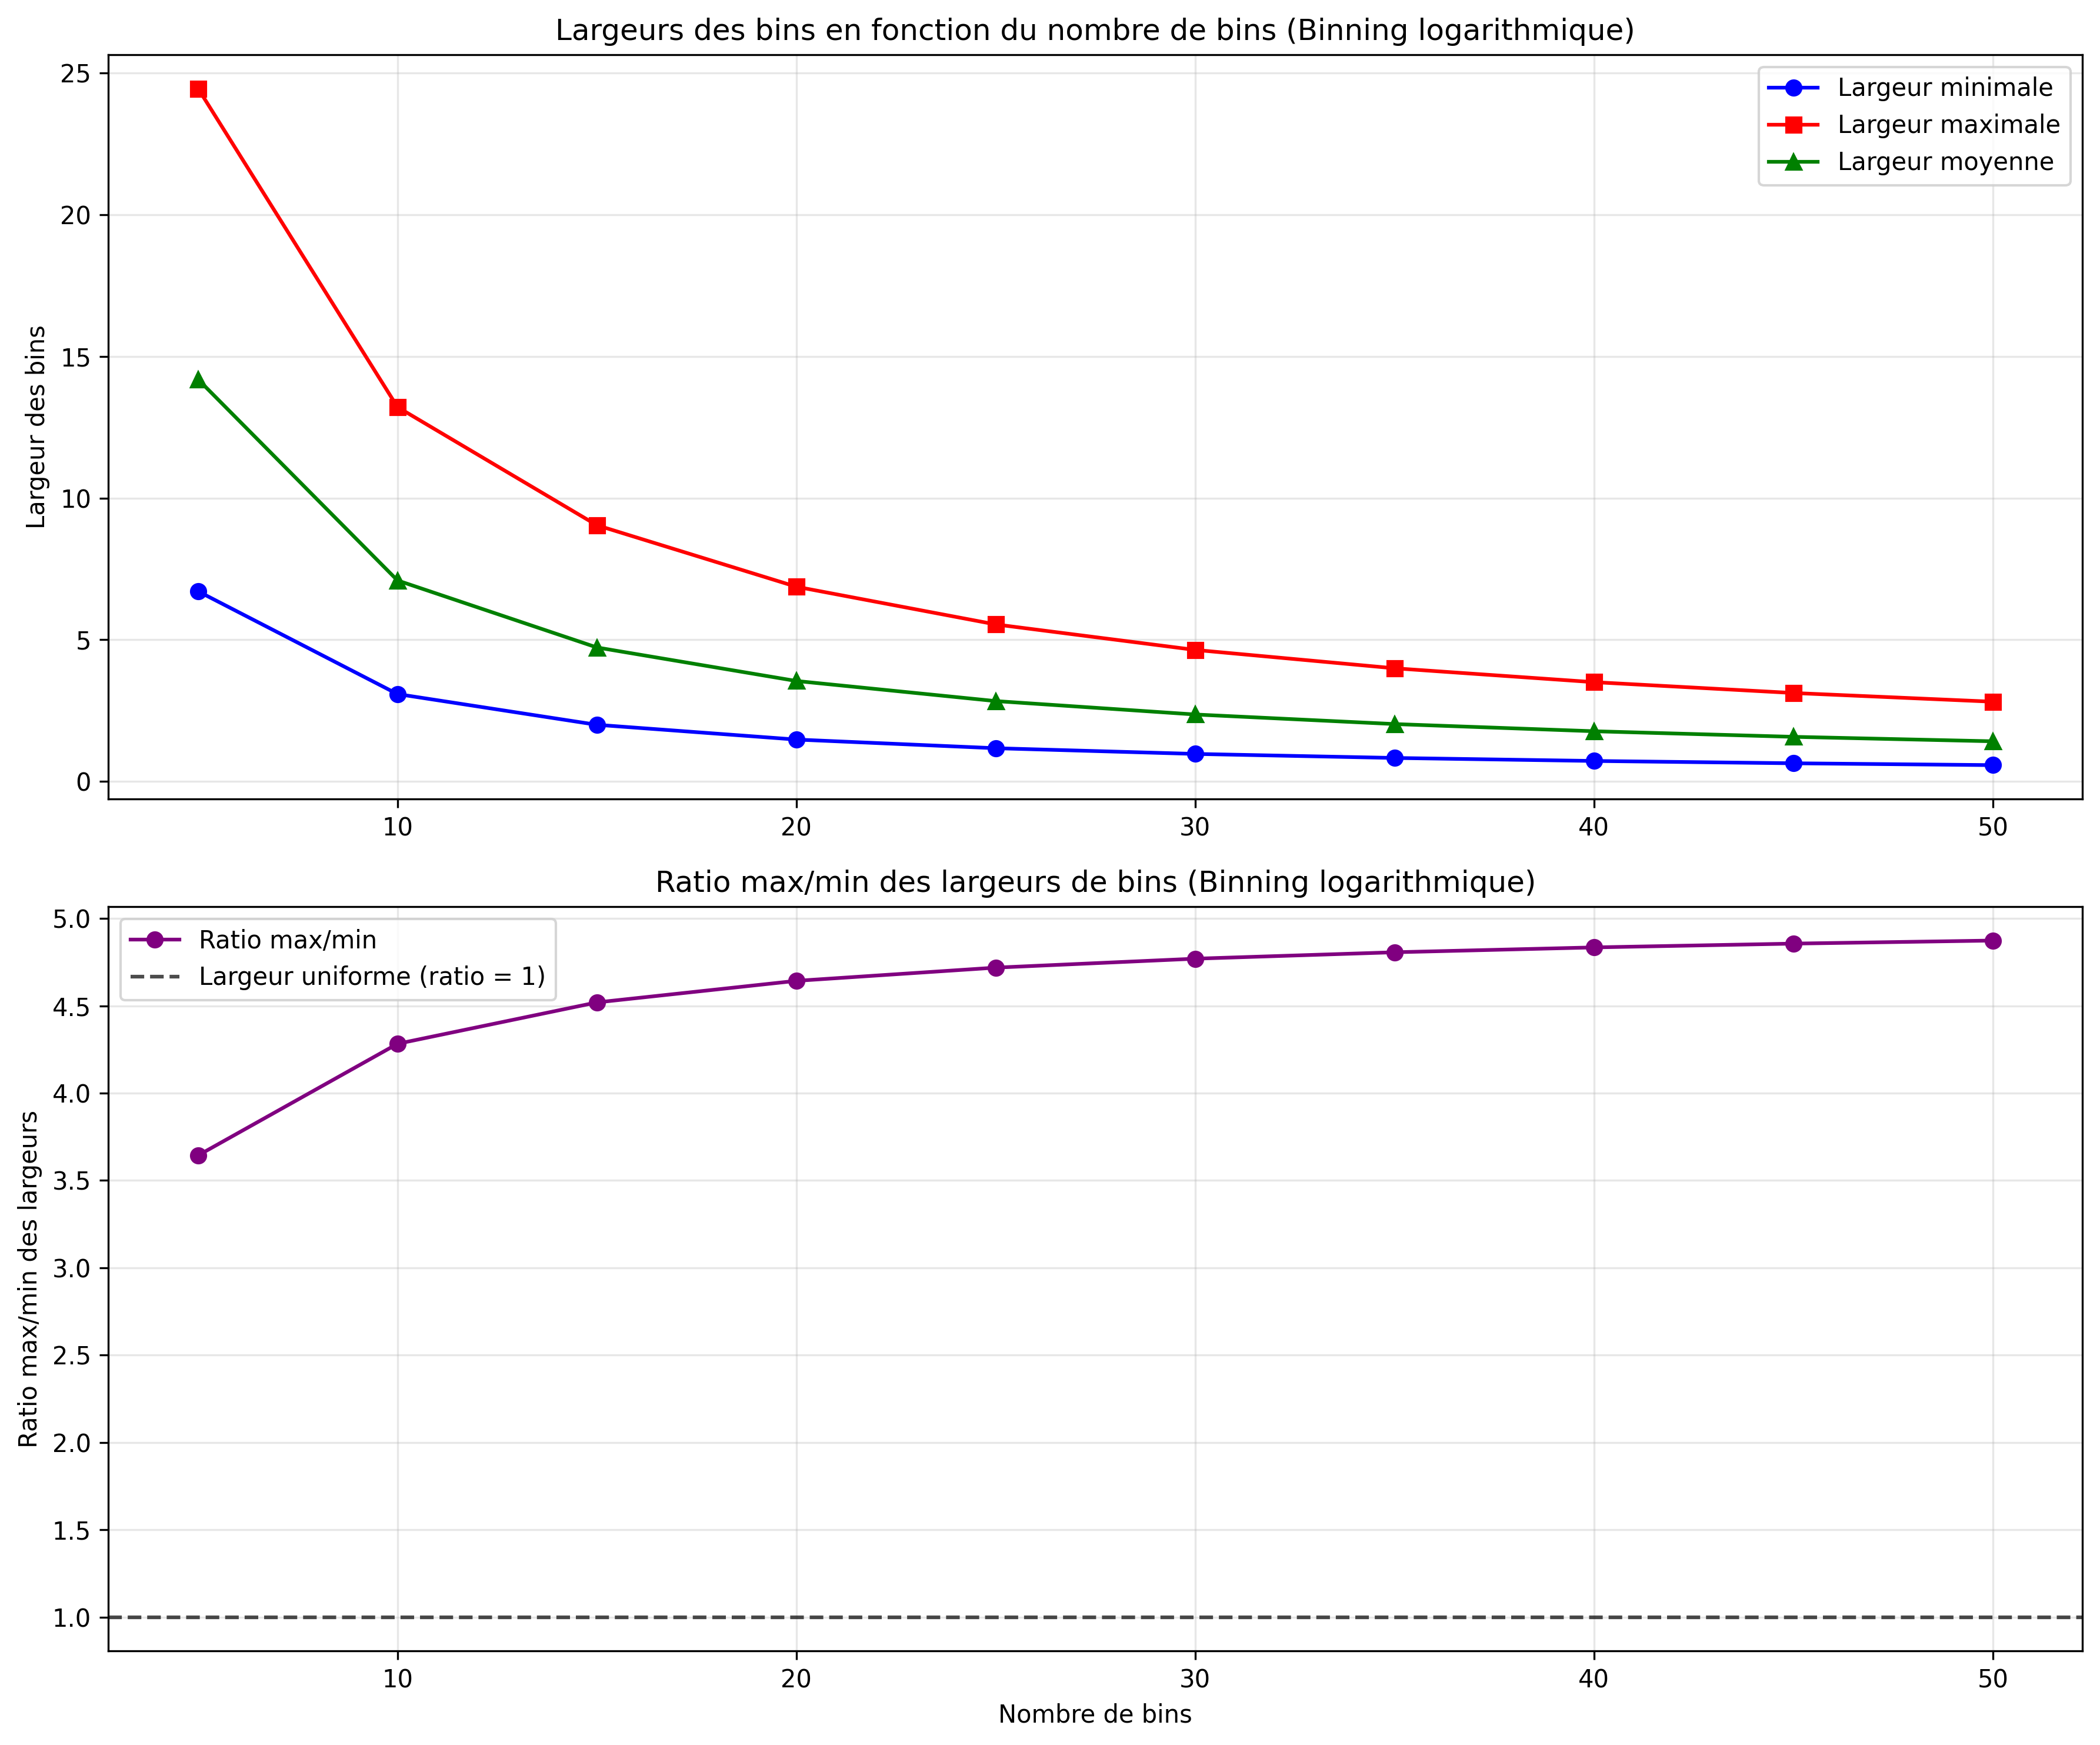 Largeurs des bins en fonction du nombre de bins (Binning logarithmique)
Largeur des bins
25
20
15
10
5
0
Largeur minimale
Largeur maximale
Largeur moyenne
10 20 30 40 50
Ratio max/min des largeurs de bins (Binning logarithmique)
Ratio max/min des largeurs
5.0
4.5
4.0
3.5
3.0
2.5
2.0
1.5
1.0
Ratio max/min
Largeur uniforme (ratio = 1)
10 20 30 40 50
Nombre de bins